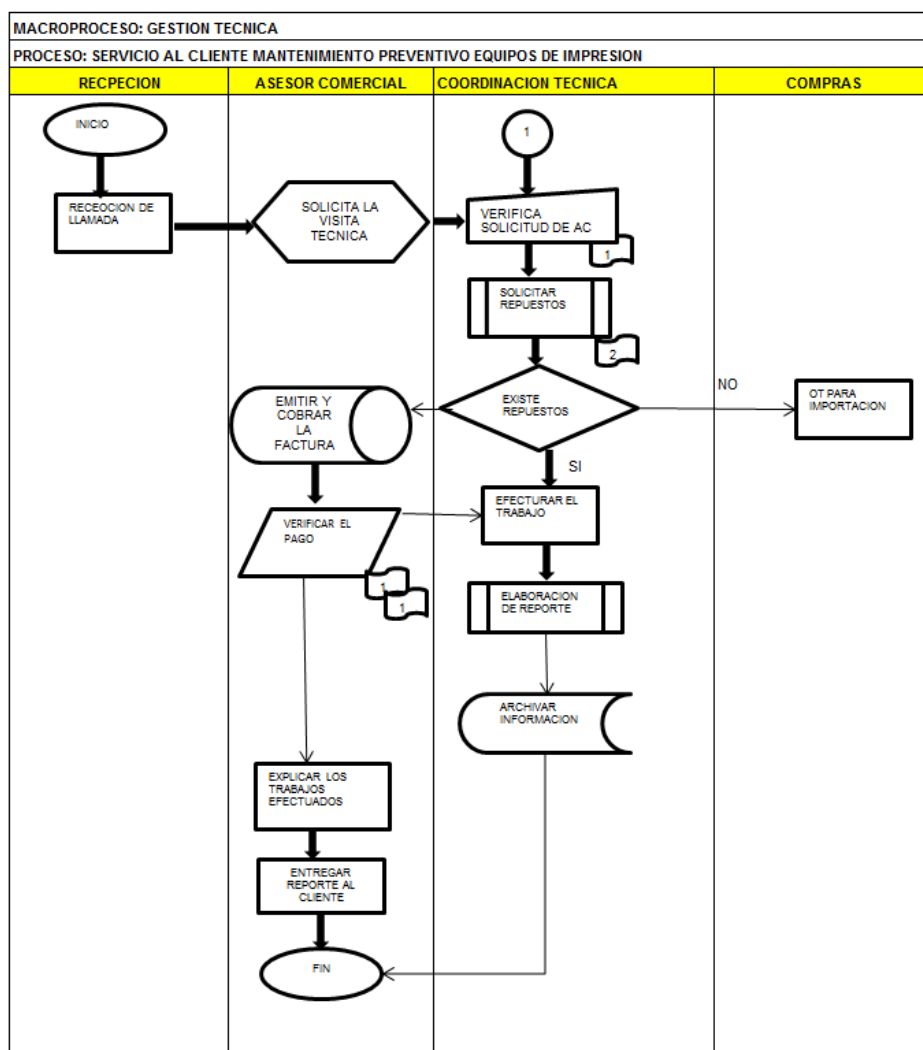 MACROPROCESO: GESTION TECNICA
PROCESO: SERVICIO AL CLIENTE MANTENIMIENTO PREVENTIVO EQUIPOS DE IMPRESION
RECPECION
ASESOR COMERCIAL
COORDINACION TECNICA
COMPRAS
INICIO
1
RECEOCION DE
LLAMADA
SOLICITA LA
VISITA
TECNICA
VERIFICA
SOLICITUD DE AC
1
SOLICITAR
REPUESTOS
2
EXISTE
REPUESTOS
NO
OT PARA
IMPORTACION
EMITIR Y
COBRAR
LA
FACTURA
SI
EFECTURAR EL
TRABAJO
VERIFICAR EL
PAGO
1
1
ELABORACION
DE REPORTE
ARCHIVAR
INFORMACION
EXPLICAR LOS
TRABAJOS
EFECTUADOS
ENTREGAR
REPORTE AL
CLIENTE
FIN